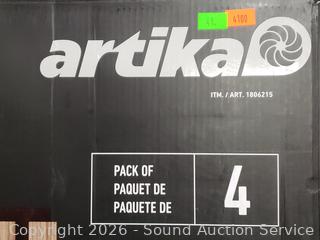 4100
artika
ITM. / ART. 1806215
PACK OF
PAQUET DE
PAQUETE DE
4
Copyright 2026 - Sound Auction Service